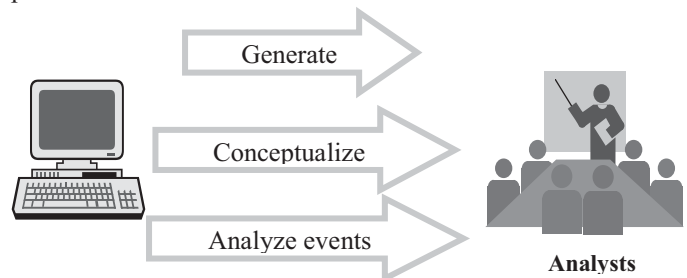 Generate
Conceptualize
Analyze events
Analysts